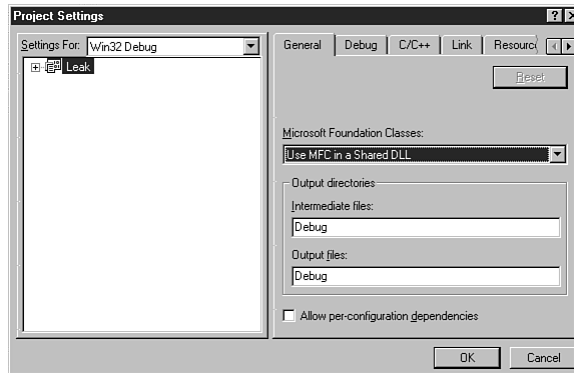 Project Settings
Settings For: Win32 Debug
Leak
General Debug C/C++ Link Resourc
Reset
Microsoft Foundation Classes:
Use MFC in a Shared DLL
Output directories
Intermediate files:
Debug
Output files:
Debug
Allow per-configuration dependencies
OK Cancel